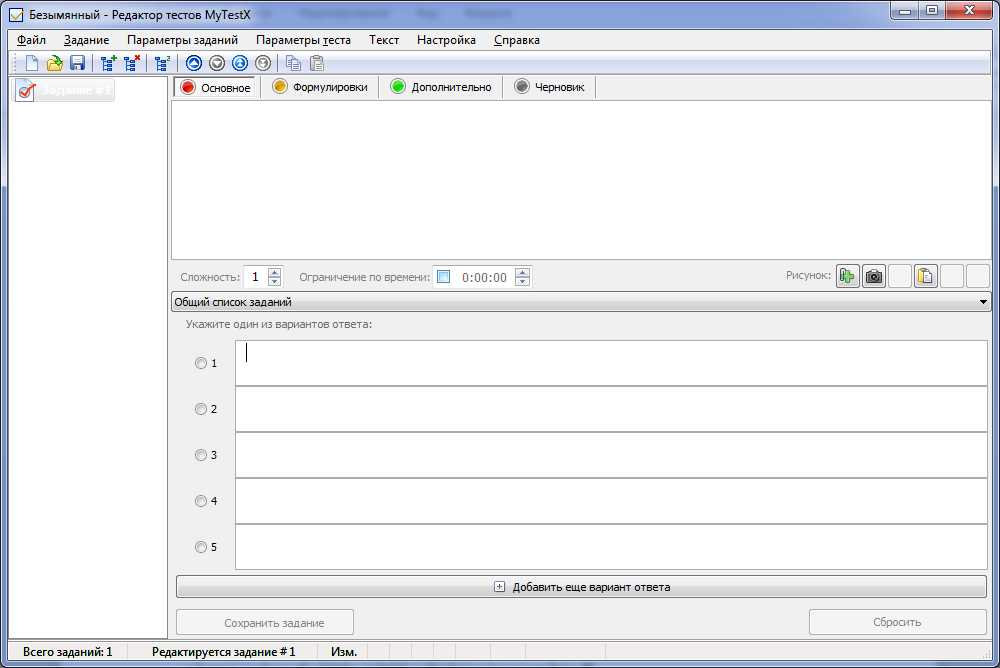 Безымянный - Редактор тестов MyTestX
Файл Задание Параметры заданий Параметры теста Текст Настройка Справка
Задание #1
Основное Формулировки Дополнительно Черновик
Сложность: 1 Ограничение по времени: 0:00:00 Рисунок:
Общий список заданий
Укажите один из вариантов ответа:
1
2
3
4
5
Добавить еще вариант ответа
Сохранить задание Сбросить
Всего заданий: 1 Редактируется задание # 1 Изм.